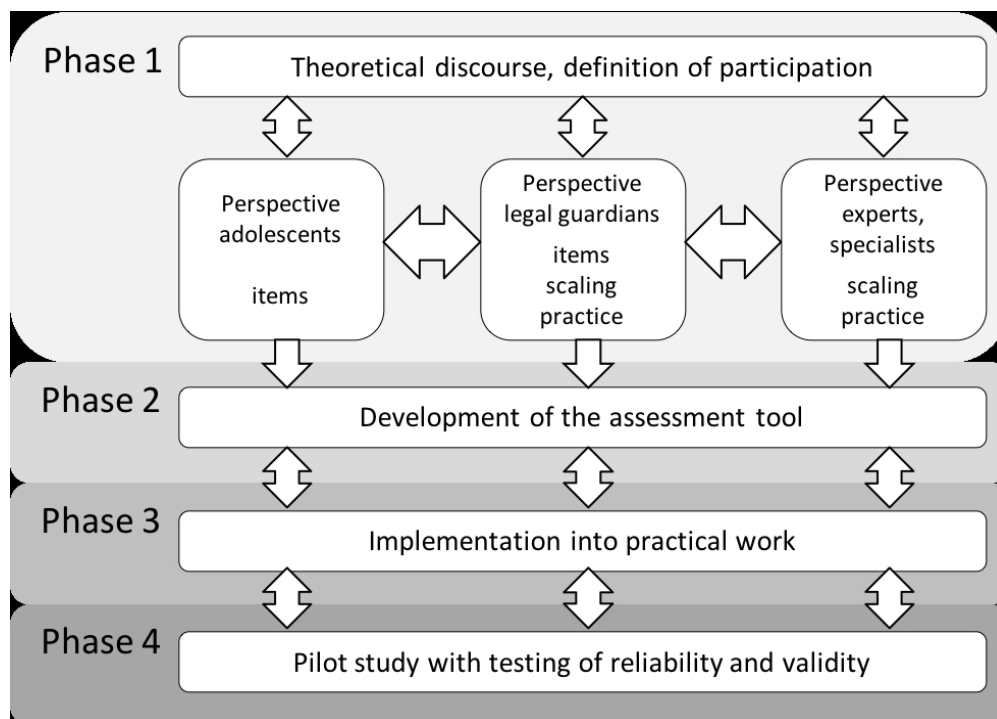 Phase 1
Theoretical discourse, definition of participation
Perspective
adolescents
items
Perspective
legal guardians
items
scaling
practice
Perspective
experts,
specialists
scaling
practice
Phase 2
Development of the assessment tool
Phase 3
Implementation into practical work
Phase 4
Pilot study with testing of reliability and validity